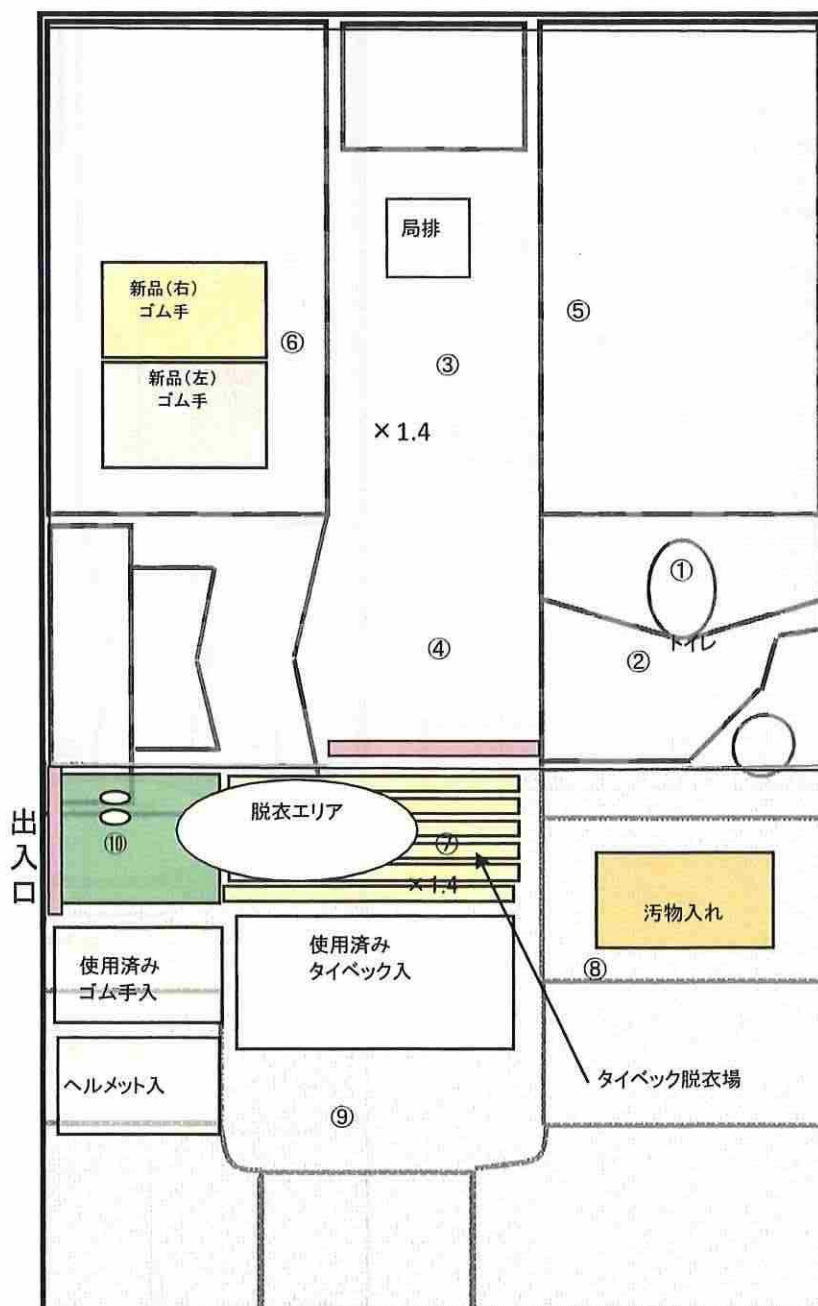 局排
新品(右)
ゴム手
⑥
⑤
新品(左)
ゴム手
③
×1.4
①
④
②
トイレ
出入口
脱衣エリア
⑩
⑦
×1.4
汚物入れ
使用済み
ゴム手入
使用済み
タイベック入
⑧
ヘルメット入
タイベック脱衣場
⑨